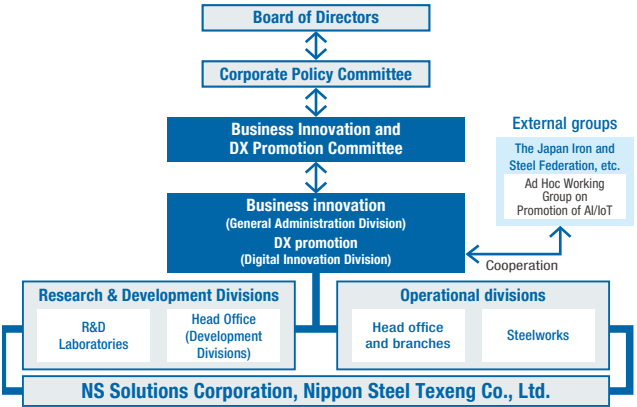 Board of Directors
Corporate Policy Committee
Business Innovation and
DX Promotion Committee
External groups
The Japan Iron and
Steel Federation, etc.
Ad Hoc Working
Group on
Promotion of AI/IoT
Business innovation
(General Administration Division)
DX promotion
(Digital Innovation Division)
Cooperation
Research & Development Divisions
R&D
Laboratories
Head Office
(Development
Divisions)
Operational divisions
Head office
and branches
Steelworks
NS Solutions Corporation, Nippon Steel Texeng Co., Ltd.